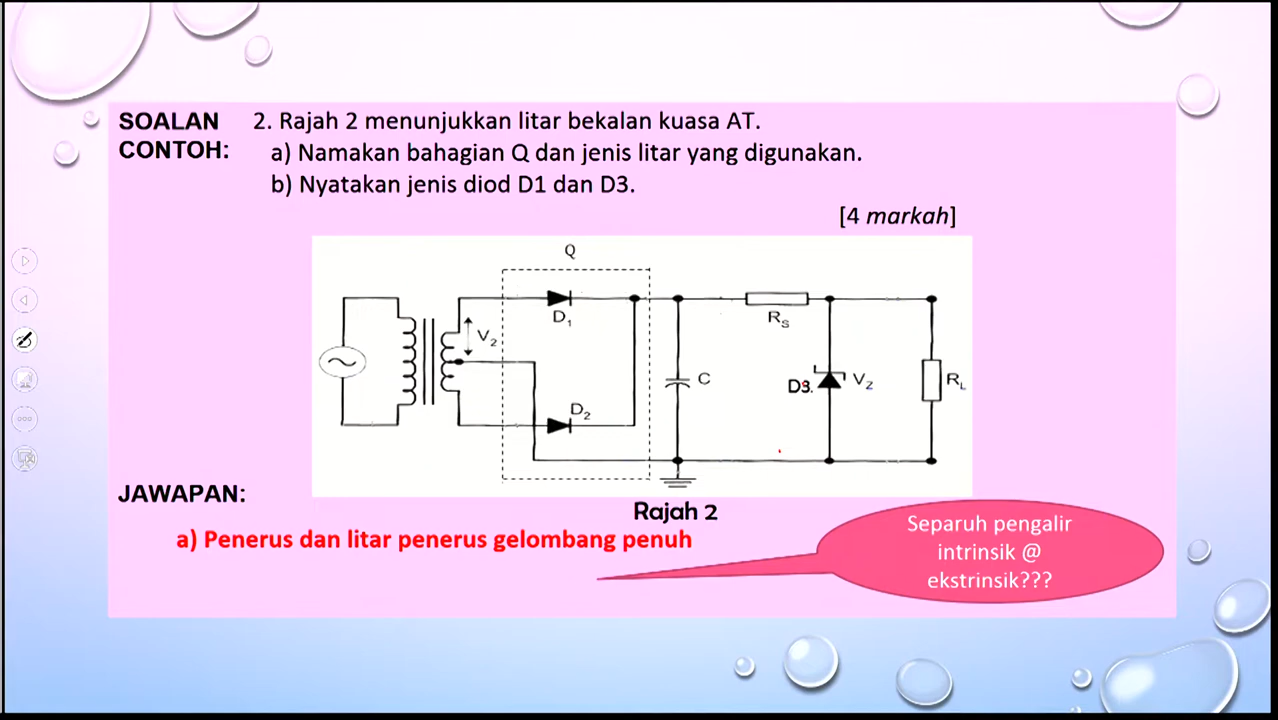 SOALAN
CONTOH:
2. Rajah 2 menunjukkan litar bekalan kuasa AT.
a) Namakan bahagian Q dan jenis litar yang digunakan.
b) Nyatakan jenis diod D1 dan D3.
[4 markah]
Q
D1
V2
D2
C
RS
D3.
VZ
RL
Rajah 2
JAWAPAN:
a) Penerus dan litar penerus gelombang penuh
Separuh pengalir
intrinsik @
ekstrinsik???